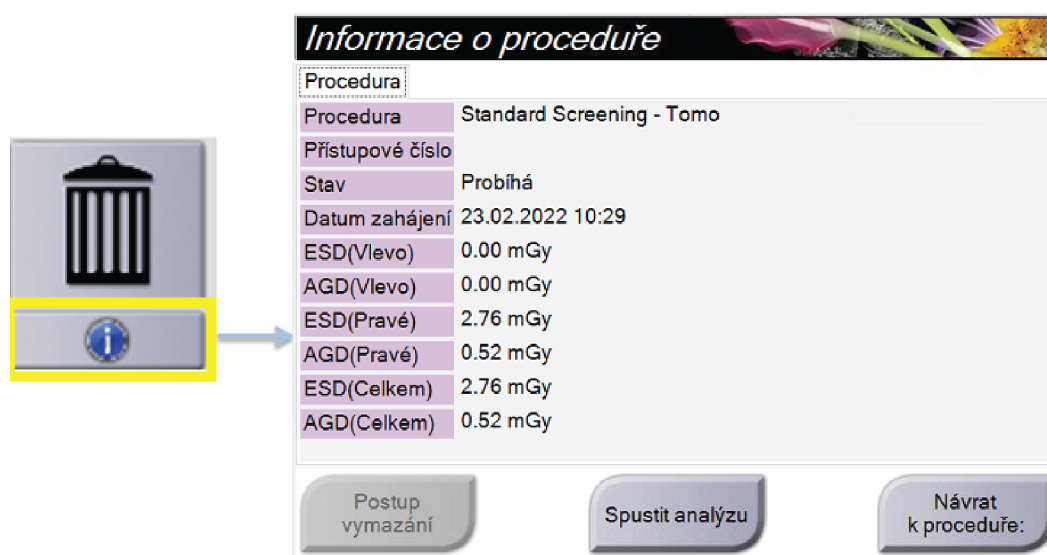 Informace o proceduře
Procedura
Procedura Standard Screening - Tomo
Přístupové číslo
Stav Probíhá
Datum zahájení 23.02.2022 10:29
ESD(Vlevo) 0.00 mGy
AGD(Vlevo) 0.00 mGy
ESD(Pravé) 2.76 mGy
AGD(Pravé) 0.52 mGy
ESD(Celkem) 2.76 mGy
AGD(Celkem) 0.52 mGy
Postup
vymazání
Spustit analýzu
Návrat
k proceduře: